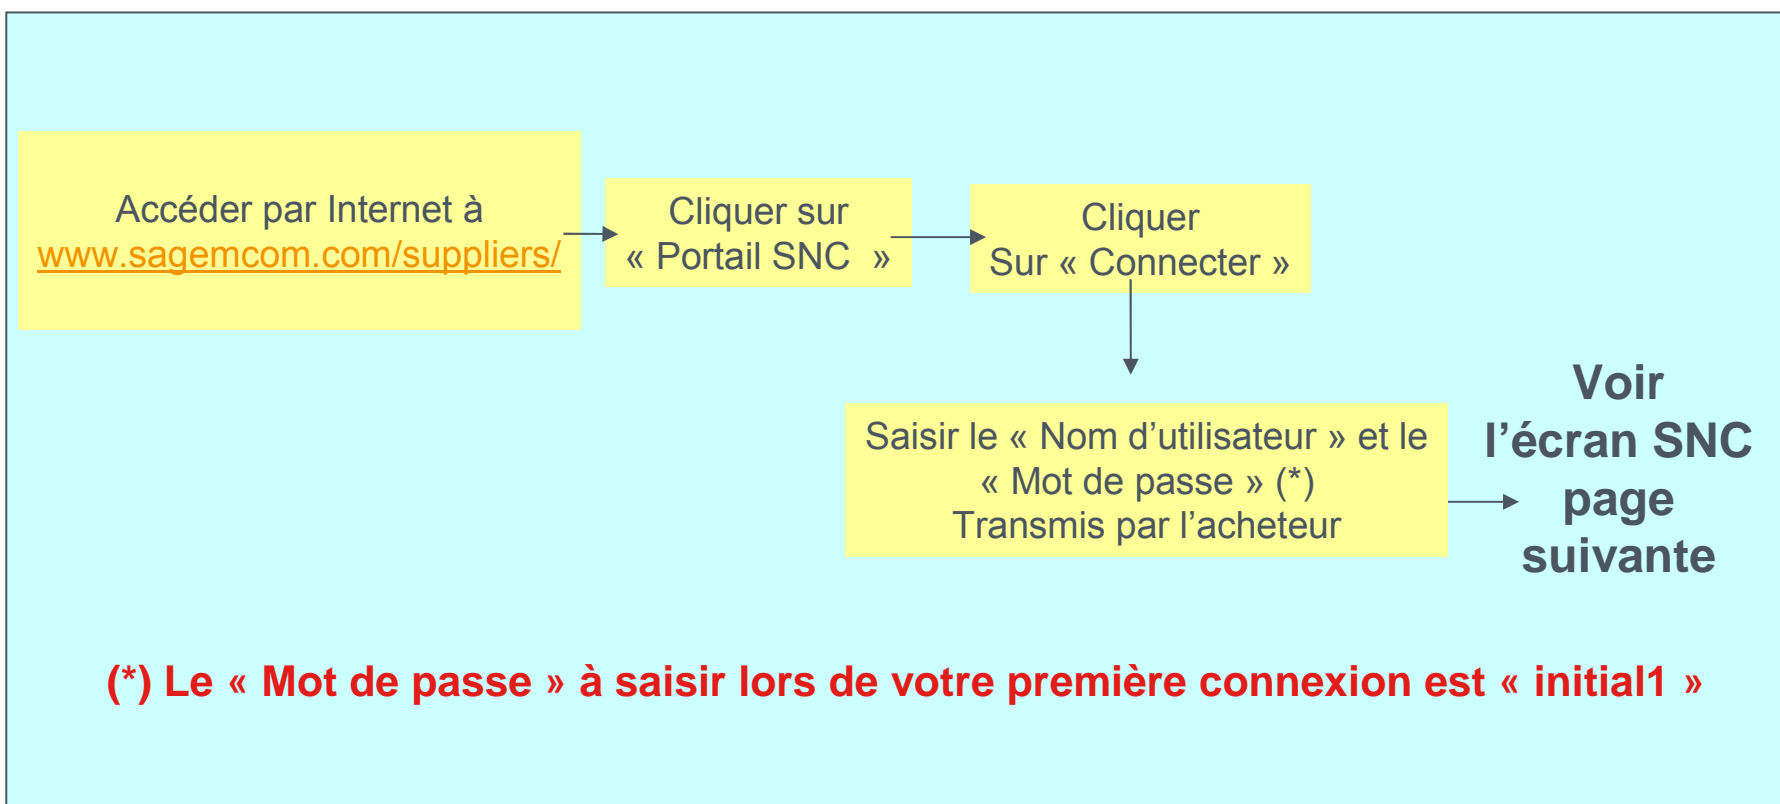 Accéder par Internet à
www.sagemcom.com/suppliers/
Cliquer sur
« Portail SNC  »
Cliquer
Sur « Connecter »
Saisir le « Nom d’utilisateur » et le
« Mot de passe » (*)
Transmis par l’acheteur
Voir
l’écran SNC
page
suivante
(*) Le « Mot de passe » à saisir lors de votre première connexion est « initial1 »